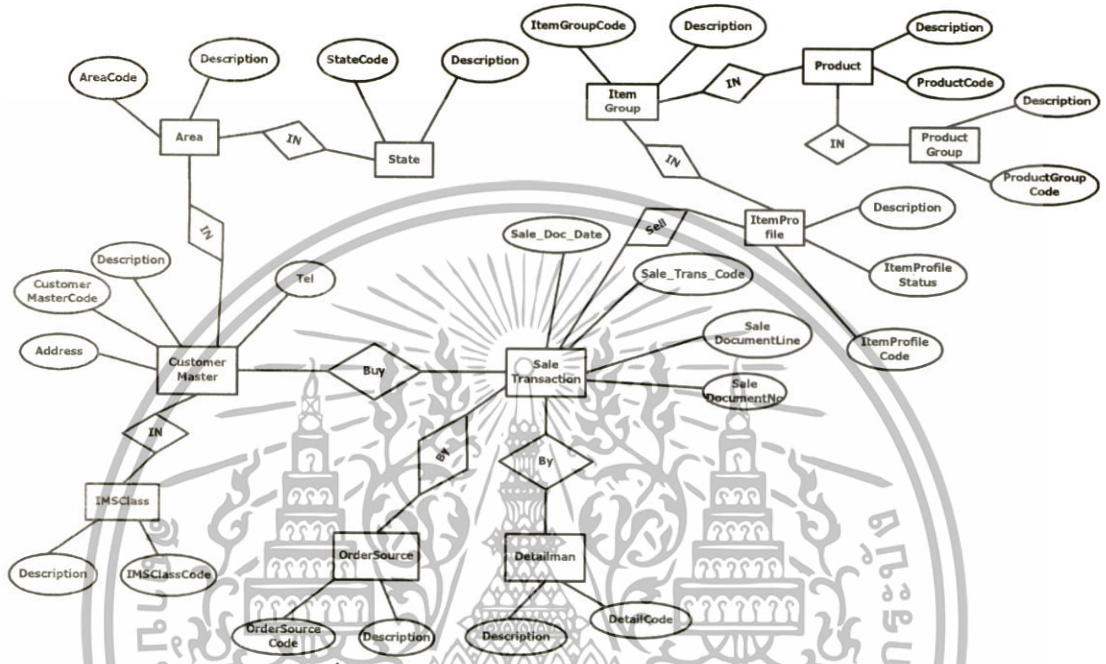 ItemGroupCode
Description
Description
AreaCode
Description
StateCode
Description
Item
Group
IN
Product
ProductCode
Description
Area
IN
State
IN
IN
Product
Group
ProductGroup
Code
IN
Description
Sell
ItemPro
file
Sale_Doc_Date
Description
Customer
MasterCode
Tel
Sale_Trans_Code
ItemProfile
Status
Address
Customer
Master
Buy
Sale
Transaction
Sale
DocumentLine
ItemProfile
Code
Sale
DocumentNo
IN
By
By
IMSClass
OrderSource
Detailman
Description
IMSClassCode
OrderSource
Code
Description
Description
DetailCode